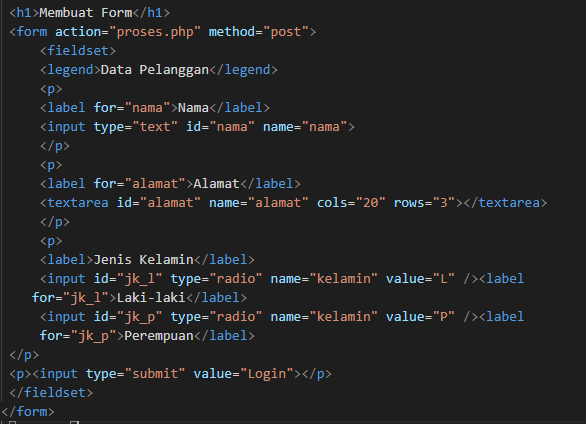 <h1>Membuat Form</h1>
<form action="proses.php" method="post">
<fieldset>
<legend>Data Pelanggan</legend>
<p>
<label for="nama">Nama</label>
<input type="text" id="nama" name="nama">
</p>
<p>
<label for="alamat">Alamat</label>
<textarea id="alamat" name="alamat" cols="20" rows="3"></textarea>
</p>
<p>
<label>Jenis Kelamin</label>
<input id="jk_l" type="radio" name="kelamin" value="L" /><label
for="jk_l">Laki-laki</label>
<input id="jk_p" type="radio" name="kelamin" value="P" /><label
for="jk_p">Perempuan</label>
</p>
<p><input type="submit" value="Login"></p>
</fieldset>
</form>